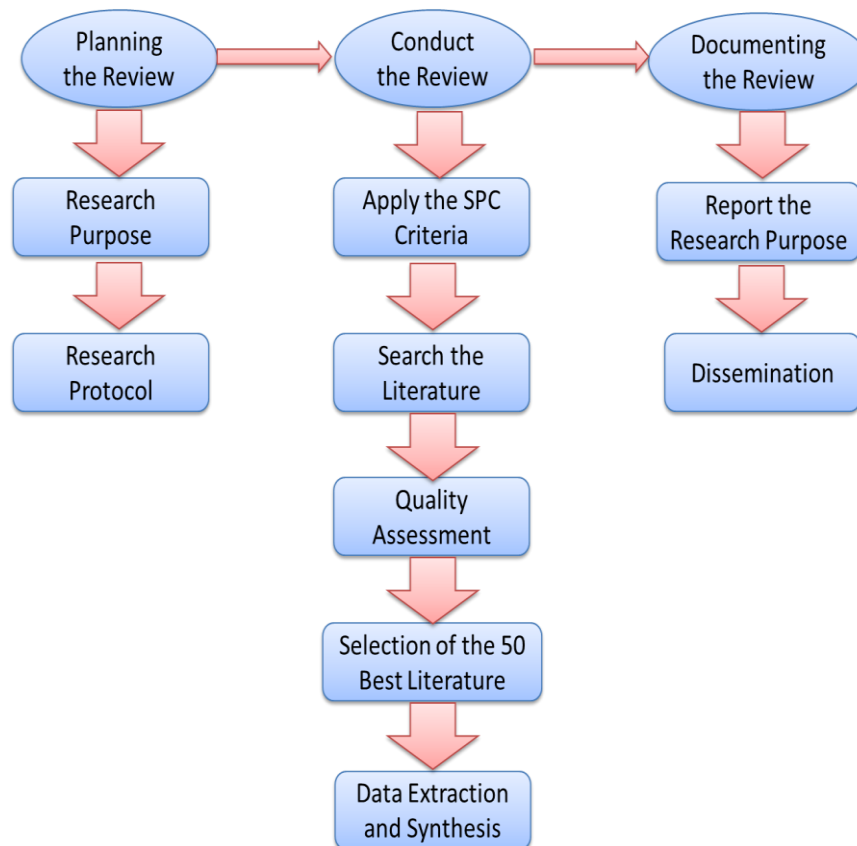 Planning
the Review
Conduct
the Review
Documenting
the Review
Research
Purpose
Apply the SPC
Criteria
Report the
Research Purpose
Research
Protocol
Search the
Literature
Dissemination
Quality
Assessment
Selection of the 50
Best Literature
Data Extraction
and Synthesis